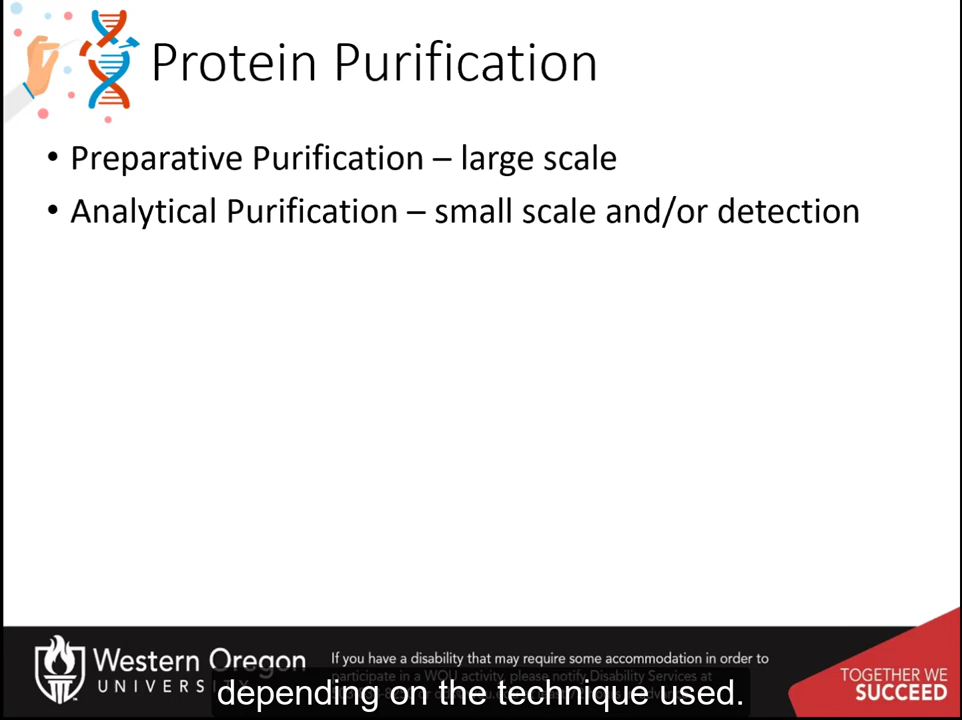 Protein Purification
• Preparative Purification – large scale
• Analytical Purification – small scale and/or detection
Western Oregon
UNIVERSITY
If you have a disability that may require some accommodation in order to
participate in a WOU activity, please notify Disability Services at
depending on the technique used.
TOGETHER WE
SUCCEED